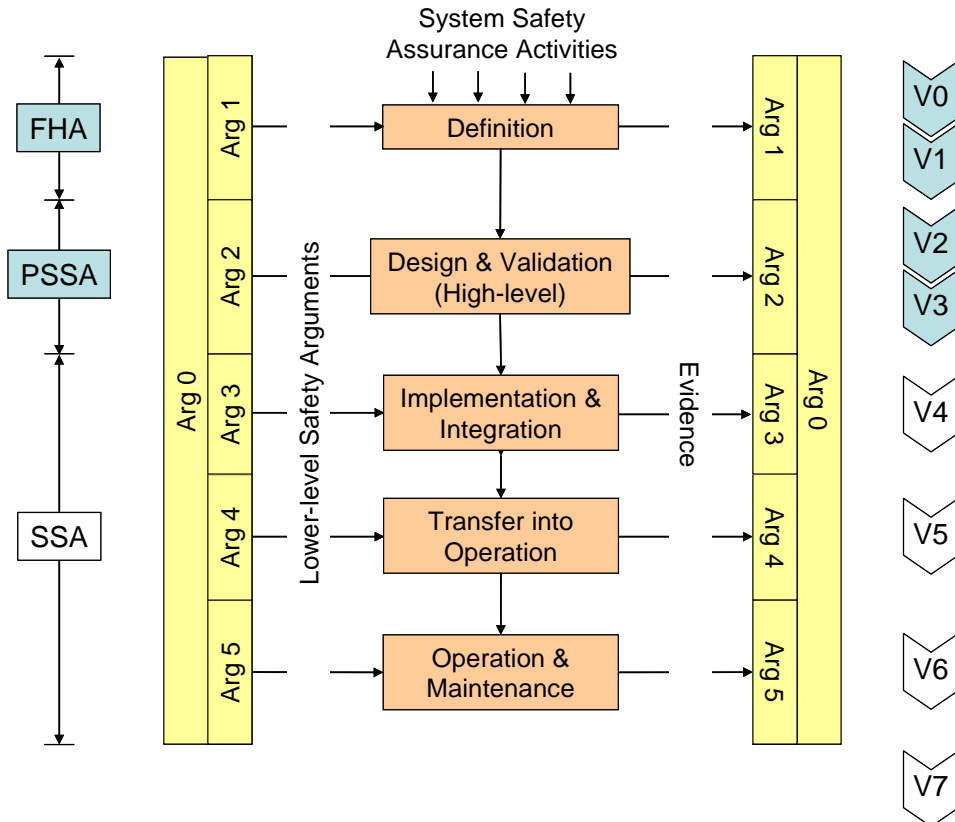 System Safety
Assurance Activities
FHA
Arg 1
Definition
Arg 1
V0
V1
PSSA
Arg 2
Design & Validation
(High-level)
Arg 2
V2
V3
Arg 0
Lower-level Safety Arguments
Evidence
Arg 0
Arg 3
Implementation &
Integration
Arg 3
V4
SSA
Arg 4
Transfer into
Operation
Arg 4
V5
Arg 5
Operation &
Maintenance
Arg 5
V6
V7